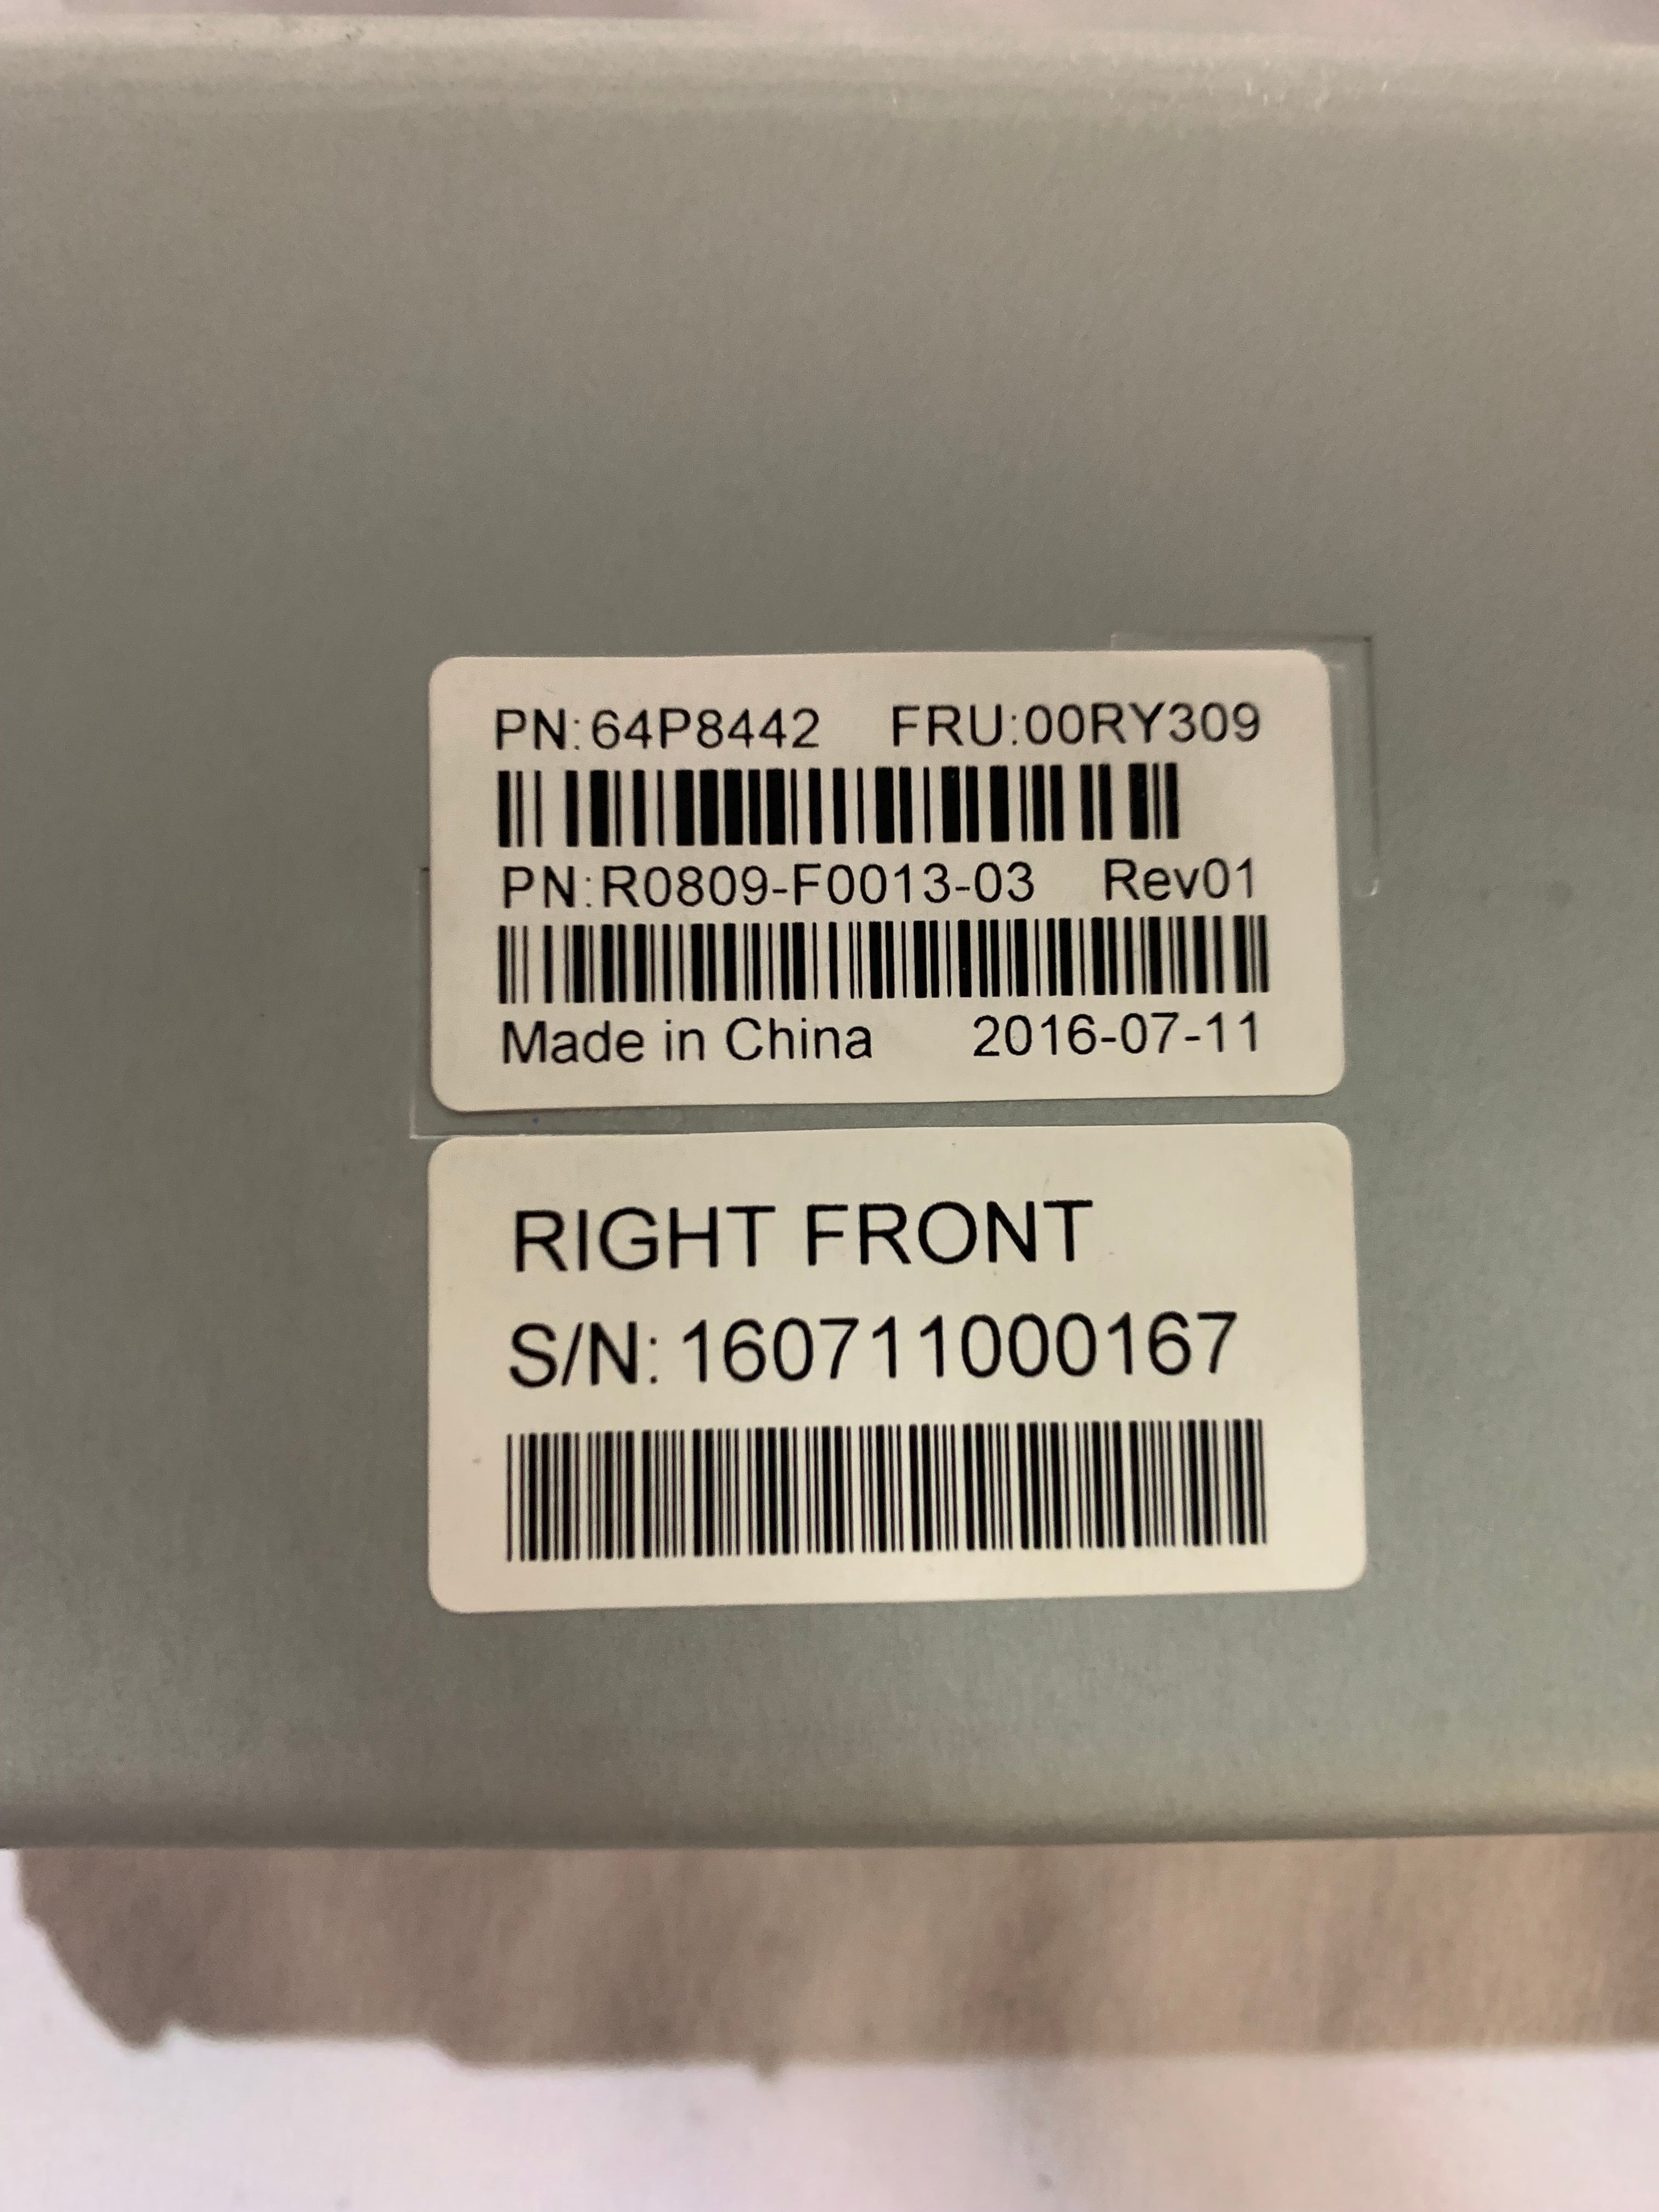 PN:64P8442 FRU:00RY309
PN:R0809-F0013-03 Rev01
Made in China 2016-07-11
RIGHT FRONT
S/N: 160711000167